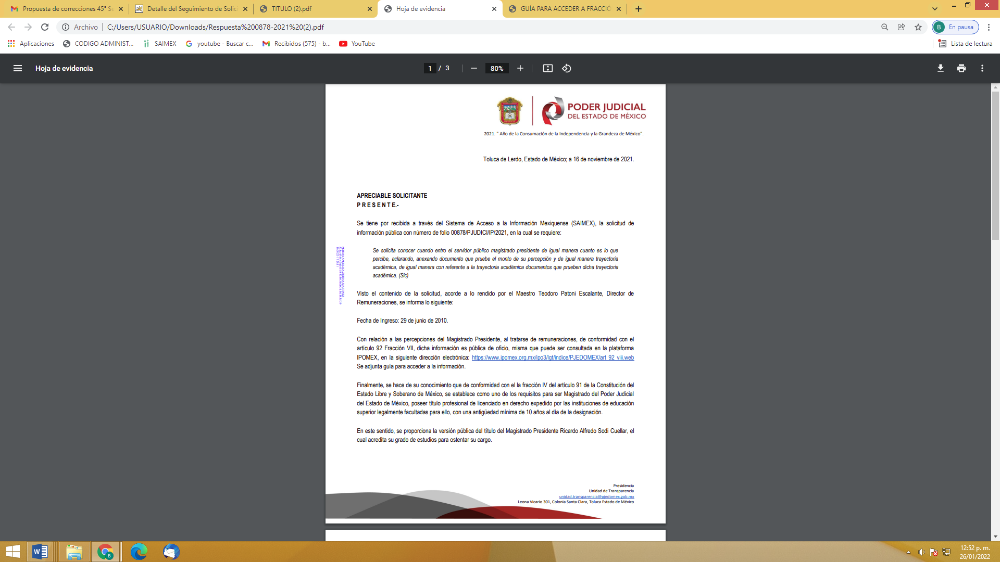 Propuesta de correcciones 45° Se
Detalle del Seguimiento de Solici
TITULO (2).pdf
Hoja de evidencia
GUÍA PARA ACCEDER A FRACCIÓ
Archivo
C:/Users/USUARIO/Downloads/Respuesta%200878-2021%20(2).pdf
B En pausa
Aplicaciones
CODIGO ADMINIST...
SAIMEX
youtube - Buscar c...
Recibidos (575) - b...
YouTube
Lista de lectura
Hoja de evidencia
1 / 3
80%
PODER JUDICIAL
DEL ESTADO DE MÉXICO
2021. " Año de la Consumación de la Independencia y la Grandeza de México".
Toluca de Lerdo, Estado de México; a 16 de noviembre de 2021.
APRECIABLE SOLICITANTE
P R E S E N T E.-
Se tiene por recibida a través del Sistema de Acceso a la Información Mexiquense (SAIMEX), la solicitud de
información pública con número de folio 00878/PJUDICI/IP/2021, en la cual se requiere:
Se solicita conocer cuando entro el servidor público magistrado presidente de igual manera cuanto es lo que
percibe, aclarando, anexando documento que pruebe el monto de su percepción y de igual manera trayectoria
académica, de igual manera con referente a la trayectoria académica documentos que prueben dicha trayectoria
académica. (Sic)
Visto el contenido de la solicitud, acorde a lo rendido por el Maestro Teodoro Patoni Escalante, Director de
Remuneraciones, se informa lo siguiente:
Fecha de Ingreso: 29 de junio de 2010.
Con relación a las percepciones del Magistrado Presidente, al tratarse de remuneraciones, de conformidad con el
artículo 92 Fracción VII, dicha información es pública de oficio, misma que puede ser consultada en la plataforma
IPOMEX, en la siguiente dirección electrónica: https://www.ipomex.org.mx/ipo3/lgt/indice/PJEDOMEX/art_92_viii.web
Se adjunta guía para acceder a la información.
Finalmente, se hace de su conocimiento que de conformidad con el la fracción IV del artículo 91 de la Constitución del
Estado Libre y Soberano de México, se establece como uno de los requisitos para ser Magistrado del Poder Judicial
del Estado de México, poseer título profesional de licenciado en derecho expedido por las instituciones de educación
superior legalmente facultadas para ello, con una antigüedad mínima de 10 años al día de la designación.
En este sentido, se proporciona la versión pública del título del Magistrado Presidente Ricardo Alfredo Sodi Cuellar, el
cual acredita su grado de estudios para ostentar su cargo.
Presidencia
Unidad de Transparencia
unidad.transparencia@pjedomex.gob.mx
Leona Vicario 301, Colonia Santa Clara, Toluca Estado de México
12:52 p. m.
26/01/2022